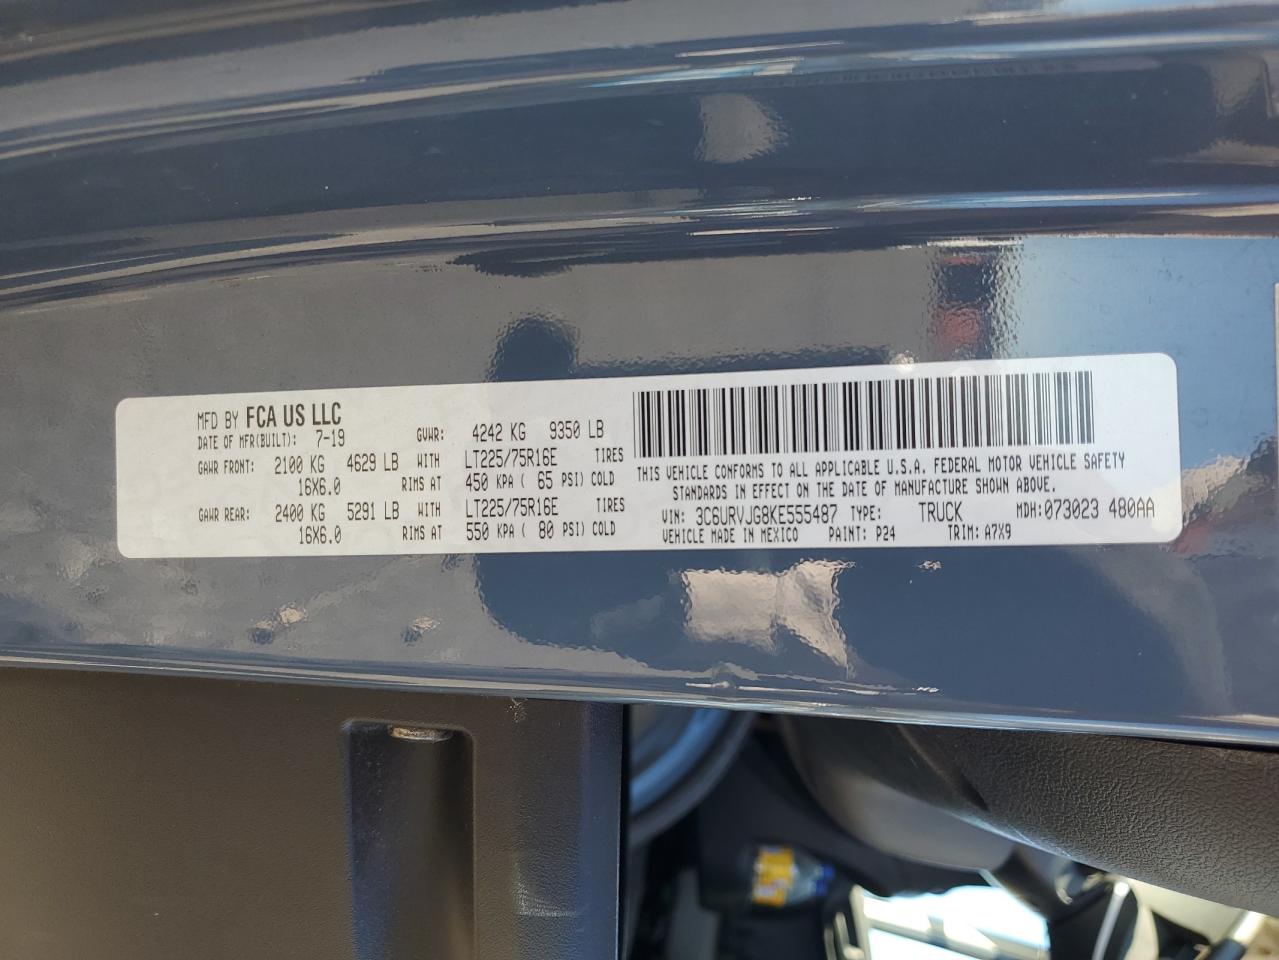 MFD BY FCA US LLC
DATE OF MFR(BUILT): 7-19 GVWR: 4242 KG 9350 LB
GAWR FRONT: 2100 KG 4629 LB WITH LT225/75R16E TIRES
16X6.0 RIMS AT 450 KPA ( 65 PSI) COLD
GAWR REAR: 2400 KG 5291 LB WITH LT225/75R16E TIRES
16X6.0 RIMS AT 550 KPA ( 80 PSI) COLD
THIS VEHICLE CONFORMS TO ALL APPLICABLE U.S.A. FEDERAL MOTOR VEHICLE SAFETY
STANDARDS IN EFFECT ON THE DATE OF MANUFACTURE SHOWN ABOVE.
VIN: 3C6URVJG8KE555487 TYPE: TRUCK MDH:073023 480AA
VEHICLE MADE IN MEXICO PAINT: P24 TRIM: A7X9